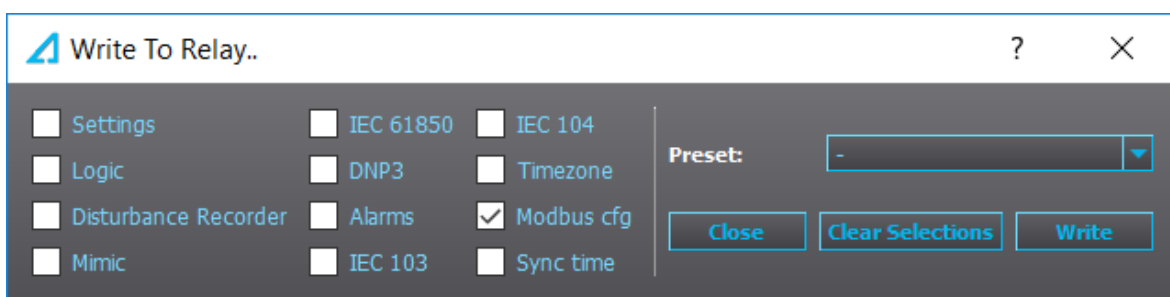 Write To Relay.. ?
Settings IEC 61850 IEC 104
Logic DNP3 Timezone
Disturbance Recorder Alarms Modbus cfg
Mimic IEC 103 Sync time
Preset: -
Close Clear Selections Write